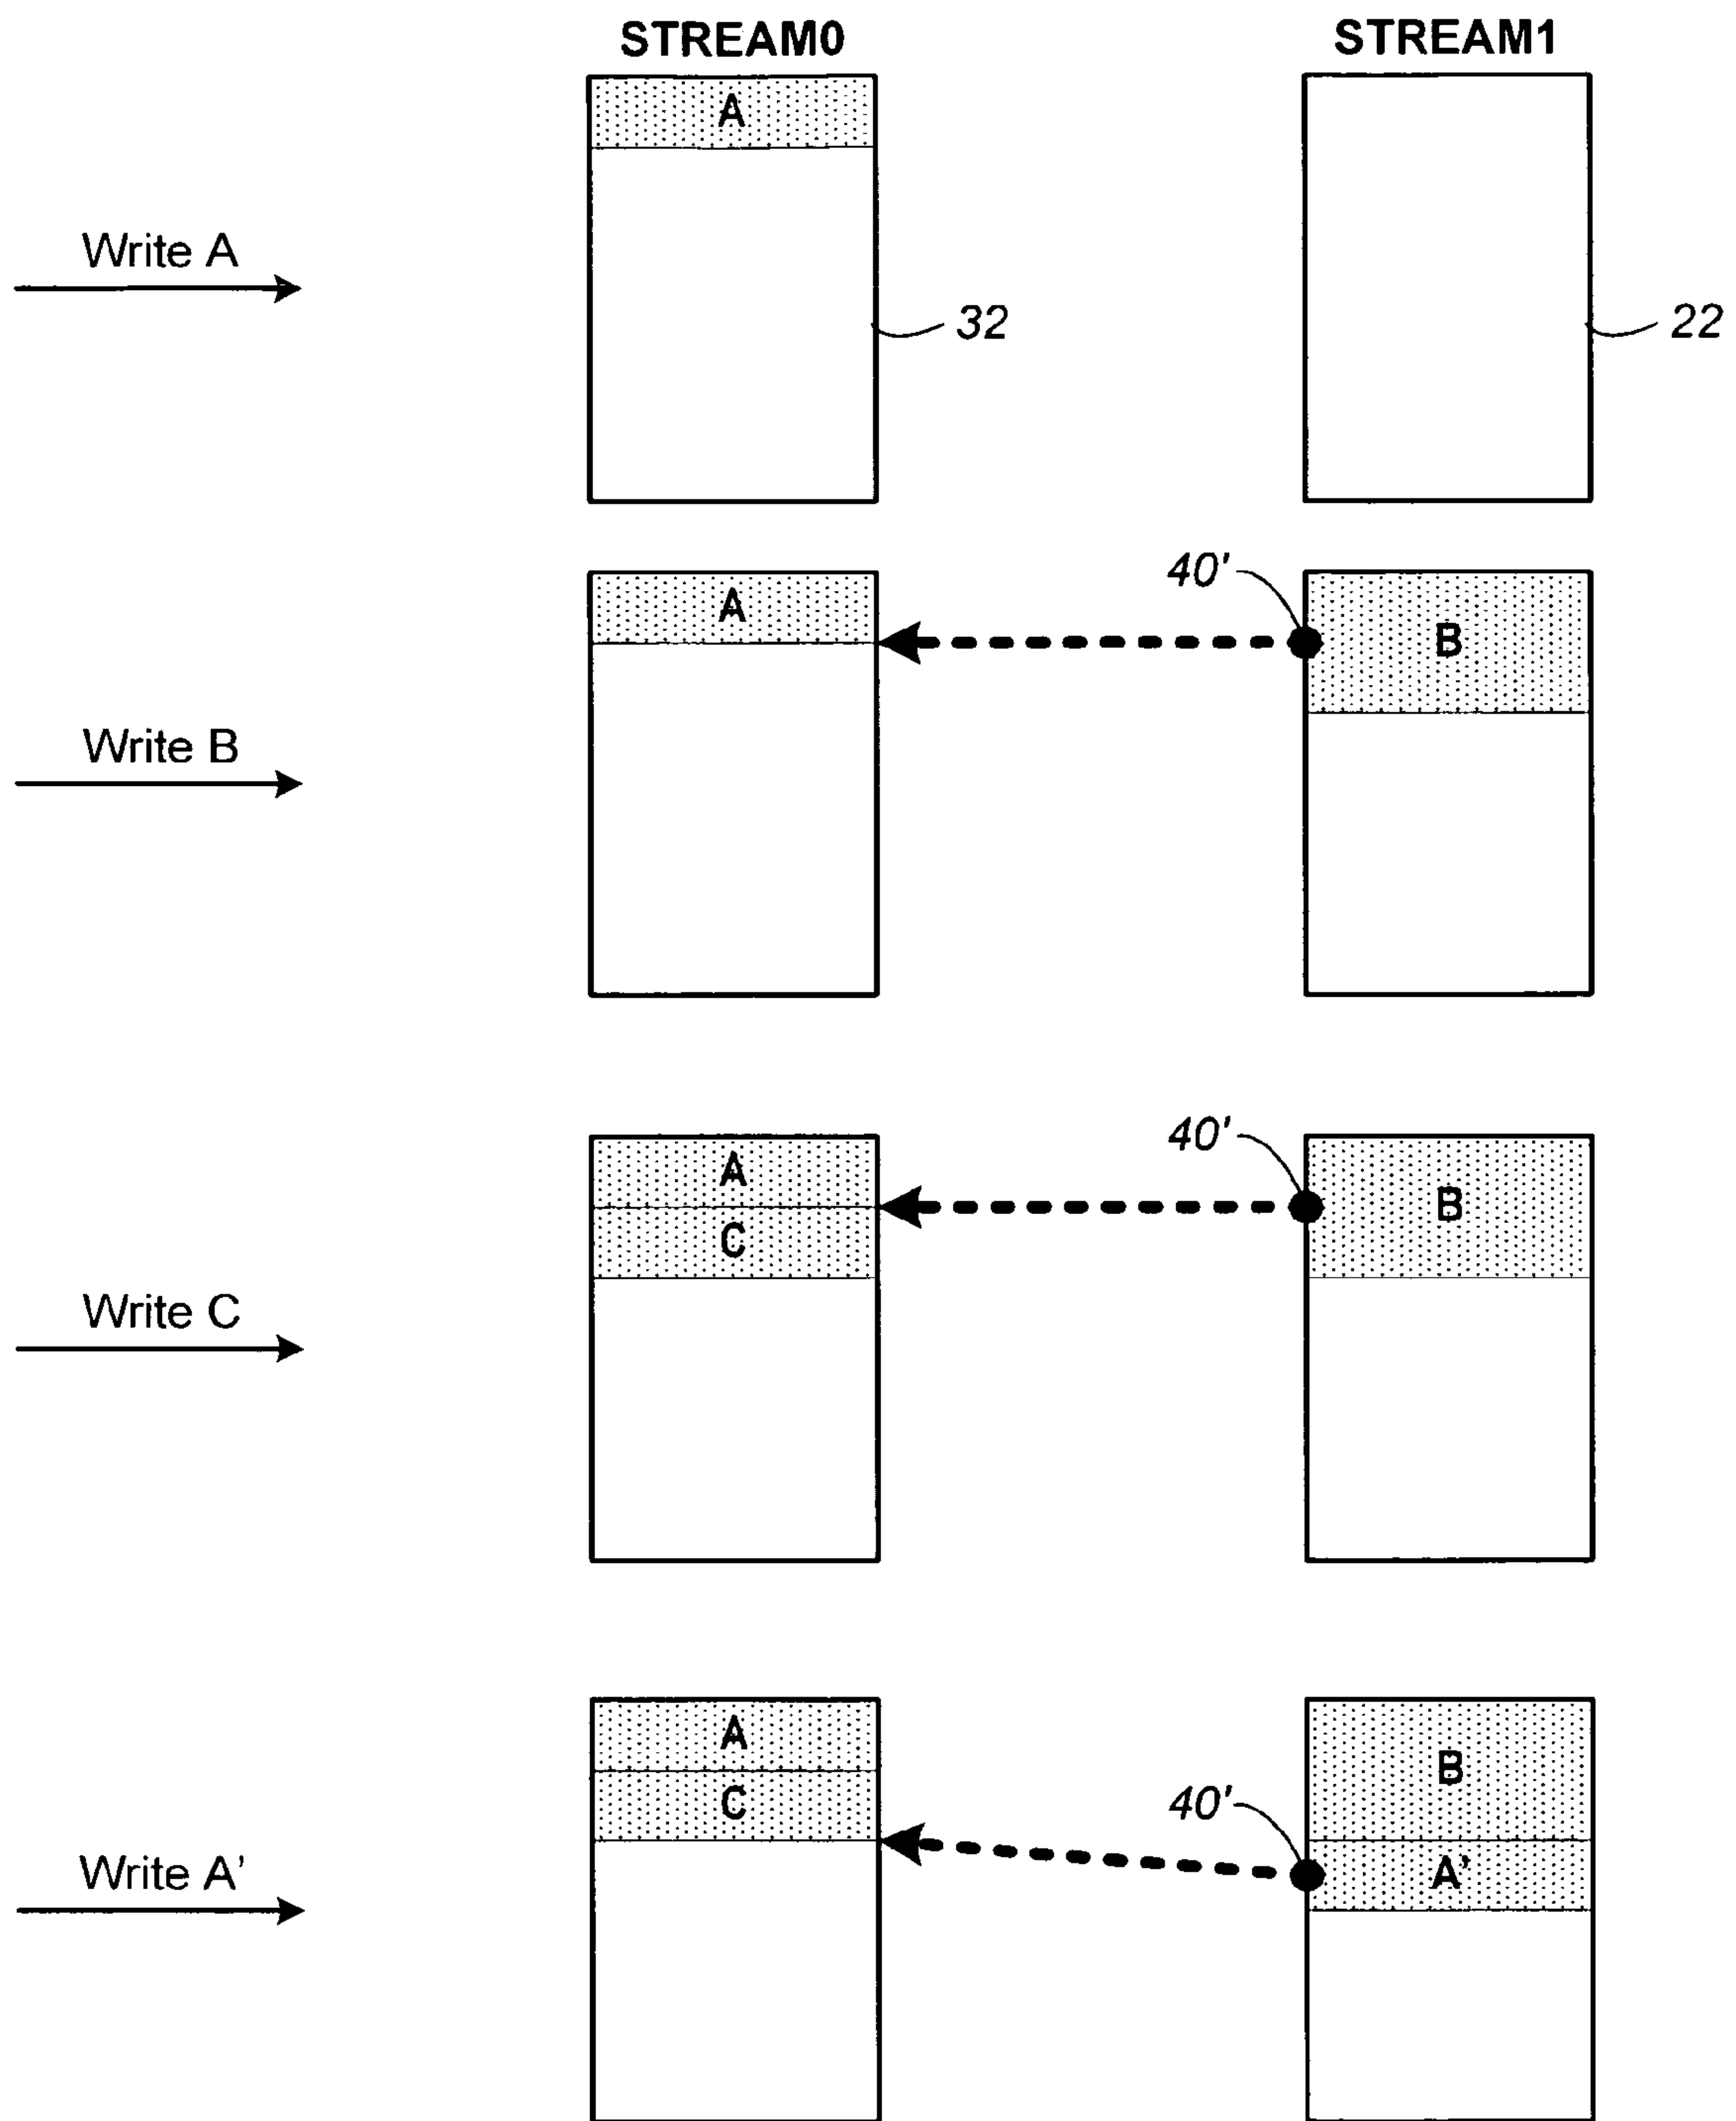 STREAM0 STREAM1
A
Write A
32 22
40'
A B
Write B
40'
A B
C
Write C
A
B
C
40'
A'
Write A'